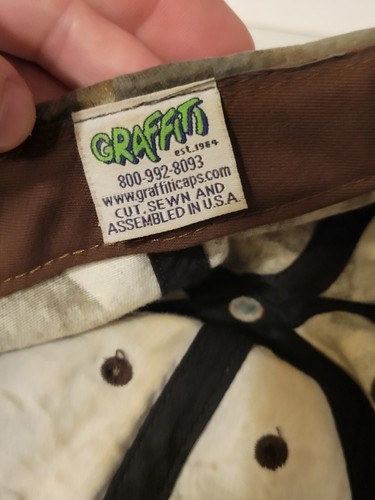 GRAFFITI
est. 1984
800-992-8093
www.graffiticaps.com
CUT, SEWN AND
ASSEMBLED IN U.S.A.